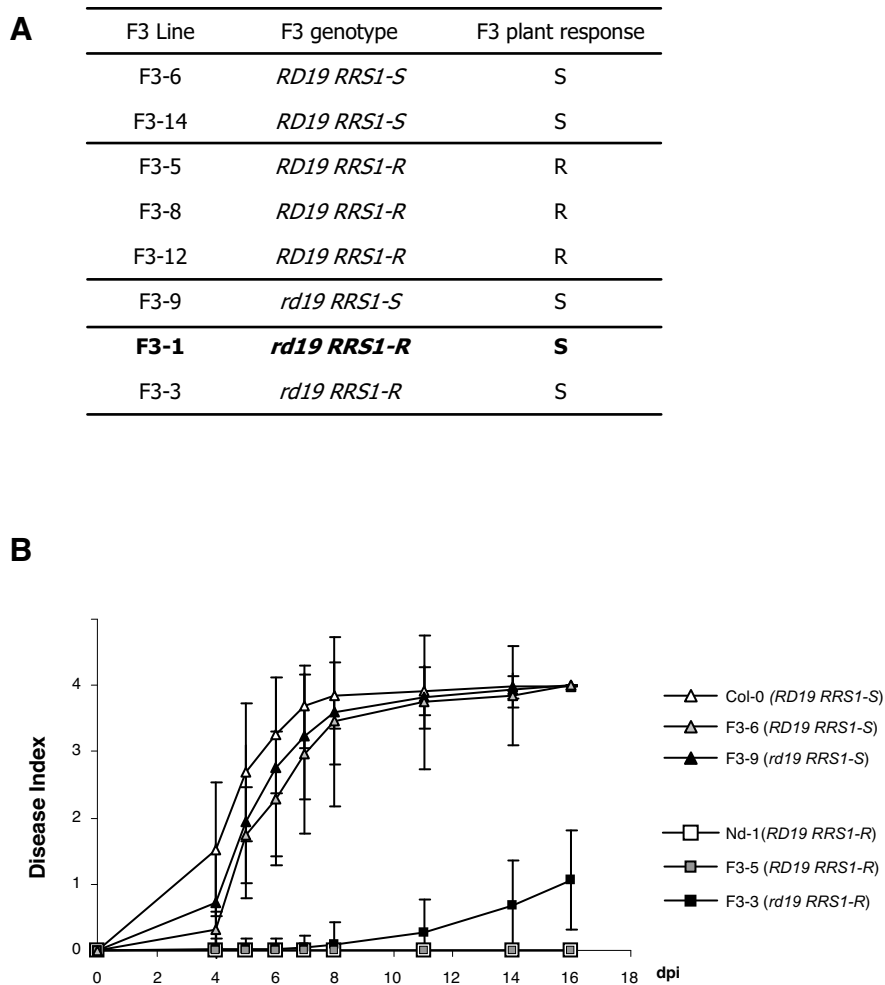 A
F3 Line F3 genotype F3 plant response
F3-6 RD19 RRS1-S S
F3-14 RD19 RRS1-S S
F3-5 RD19 RRS1-R R
F3-8 RD19 RRS1-R R
F3-12 RD19 RRS1-R R
F3-9 rd19 RRS1-S S
F3-1 rd19 RRS1-R S
F3-3 rd19 RRS1-R S
B
Disease Index
4
3
2
1
0
0 2 4 6 8 10 12 14 16 18 dpi
Col-0 (RD19 RRS1-S)
F3-6 (RD19 RRS1-S)
F3-9 (rd19 RRS1-S)
Nd-1(RD19 RRS1-R)
F3-5 (RD19 RRS1-R)
F3-3 (rd19 RRS1-R)